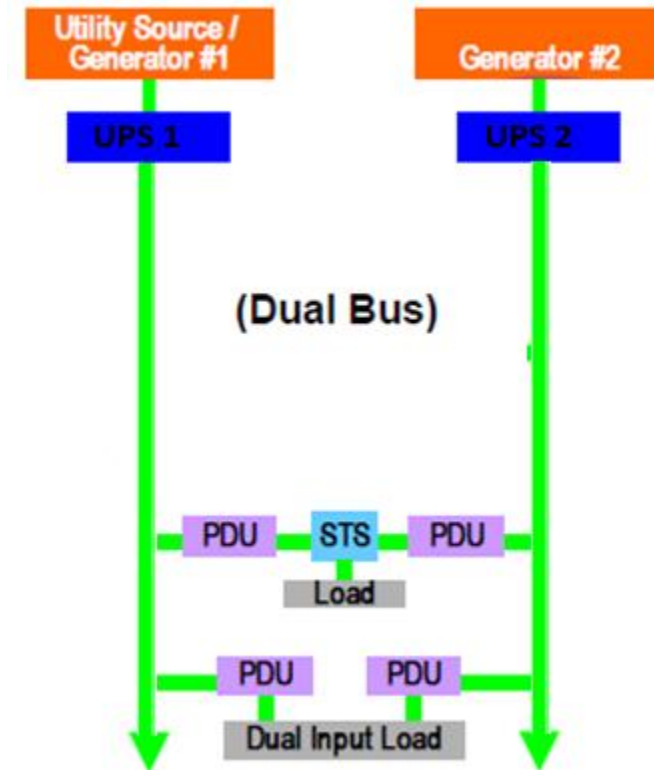 Utility Source /
Generator #1
Generator #2
UPS 1
UPS 2
(Dual Bus)
PDU
STS
PDU
Load
PDU
PDU
Dual Input Load